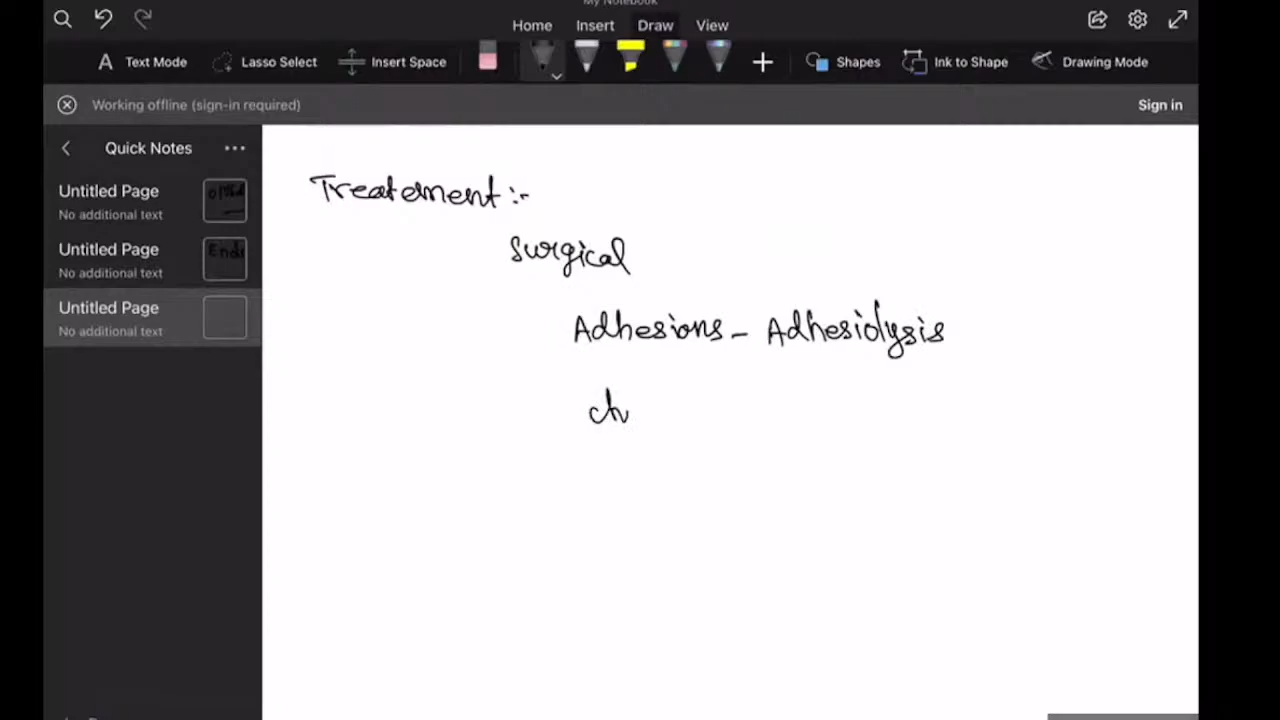 My Notebook
Home Insert Draw View
Text Mode Lasso Select Insert Space Shapes Ink to Shape Drawing Mode
Working offline (sign-in required) Sign in
Quick Notes
Untitled Page
No additional text
Untitled Page
No additional text
Untitled Page
No additional text
Treatement :-
Surgical
Adhesions - Adhesiolysis
ch